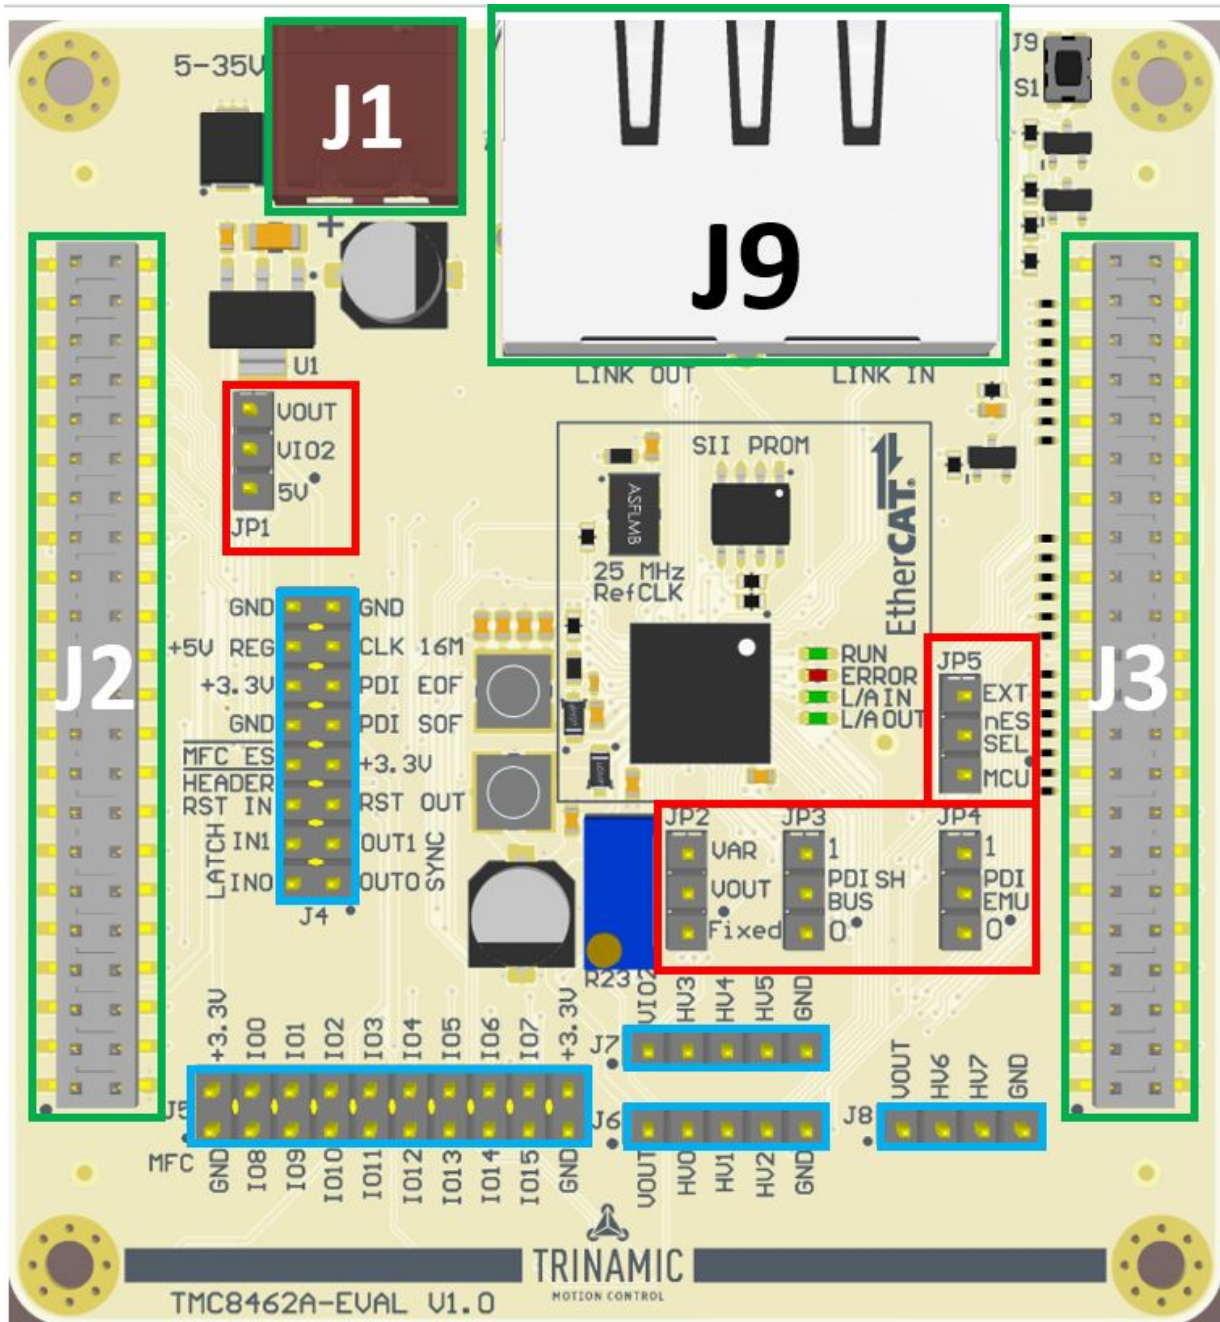 5-35V
J1
J9
J9
S1
+
U1
LINK OUT
LINK IN
VOUT
VIO2
5V
JP1
SII PROM
ASFLMB
25 MHz
RefCLK
EtherCAT®
J2
J3
GND GND
+5V REG CLK 16M
+3.3V PDI EOF
GND PDI SOF
MFC ES +3.3V
HEADER
RST IN RST OUT
LATCH IN1 OUT1 SYNC
IN0 OUT0
J4
RUN
ERROR
L/A IN
L/A OUT
JP5
EXT
nES
SEL
MCU
JP2
VAR
VOUT
Fixed
JP3
1
PDI SH
BUS
0
JP4
1
PDI
EMU
0
R23
J7
VIO2 HV3 HV4 HV5 GND
+3.3V IO0 IO1 IO2 IO3 IO4 IO5 IO6 IO7 +3.3V
J5
MFC
GND IO8 IO9 IO10 IO11 IO12 IO13 IO14 IO15 GND
J6
VOUT HV0 HV1 HV2 GND
J8
VOUT HV6 HV7 GND
TRINAMIC
MOTION CONTROL
TMC8462A-EVAL V1.0